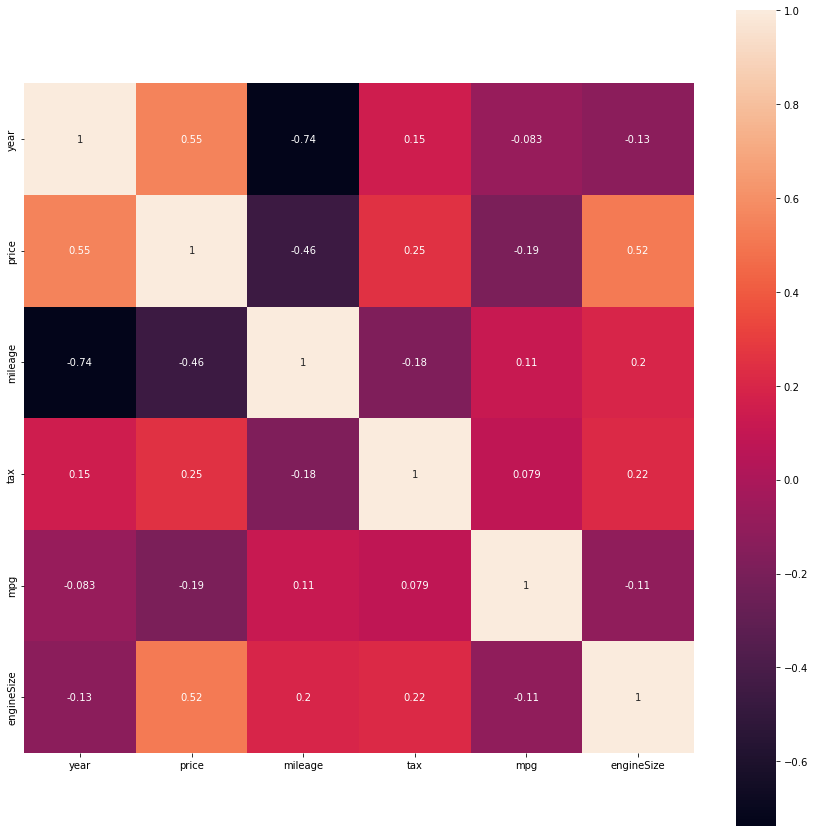 year 1 0.55 -0.74 0.15 -0.083 -0.13
price 0.55 1 -0.46 0.25 -0.19 0.52
mileage -0.74 -0.46 1 -0.18 0.11 0.2
tax 0.15 0.25 -0.18 1 0.079 0.22
mpg -0.083 -0.19 0.11 0.079 1 -0.11
engineSize -0.13 0.52 0.2 0.22 -0.11 1
year price mileage tax mpg engineSize
1.0
0.8
0.6
0.4
0.2
0.0
−0.2
−0.4
−0.6